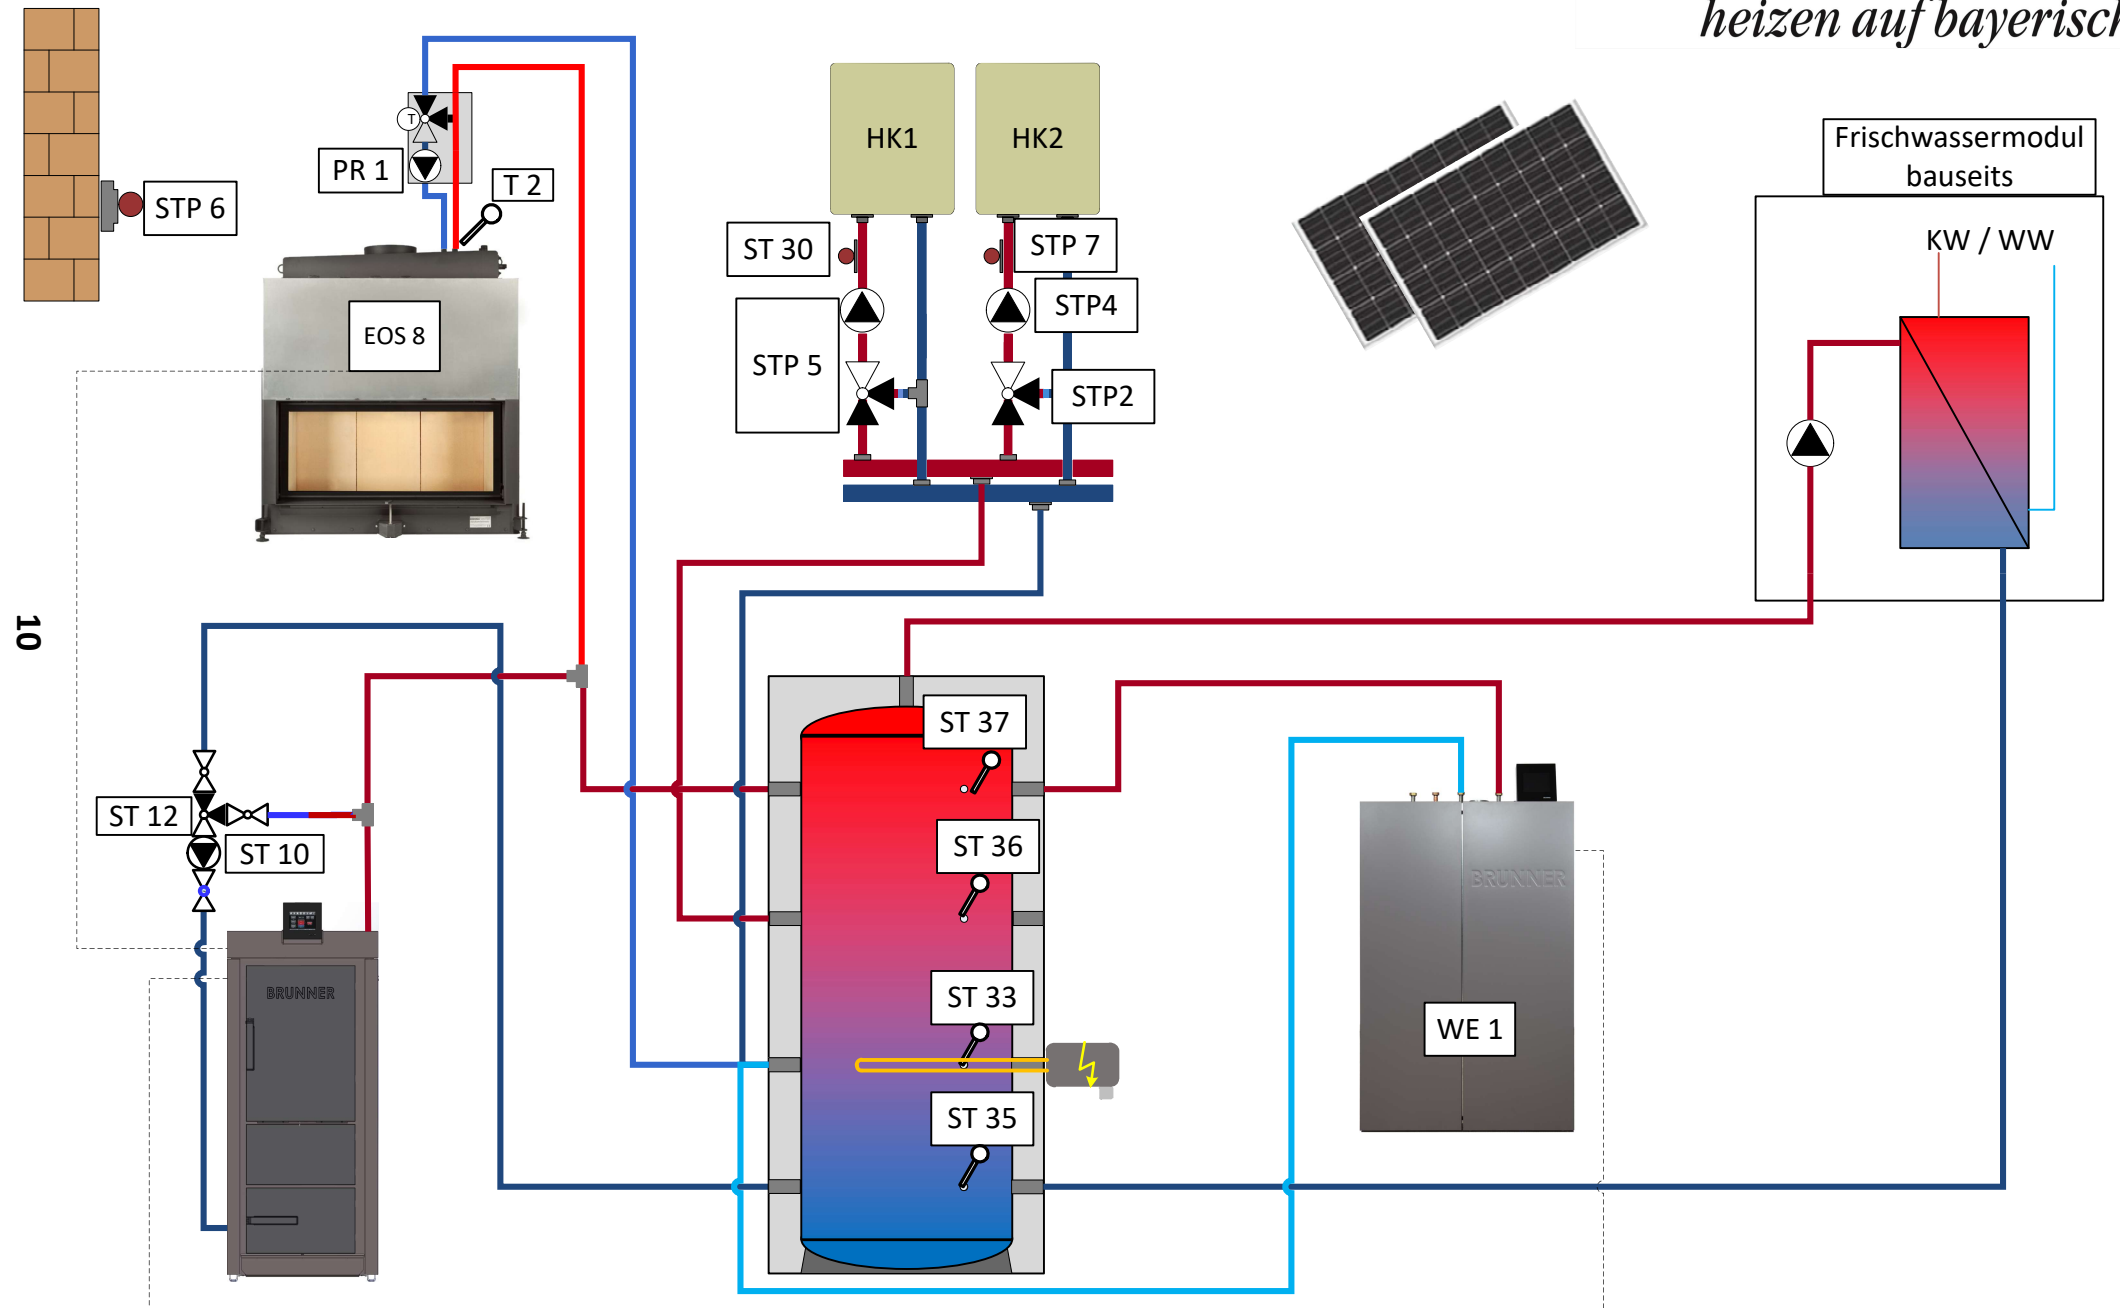 heizen auf bayerisch
HK1
HK2
Frischwassermodul
bauseits
T
PR 1
T 2
STP 6
ST 30
STP 7
KW / WW
EOS 8
STP4
STP 5
STP2
10
ST 37
ST 12
ST 10
ST 36
BRUNNER
BRUNNER
ST 33
WE 1
ST 35